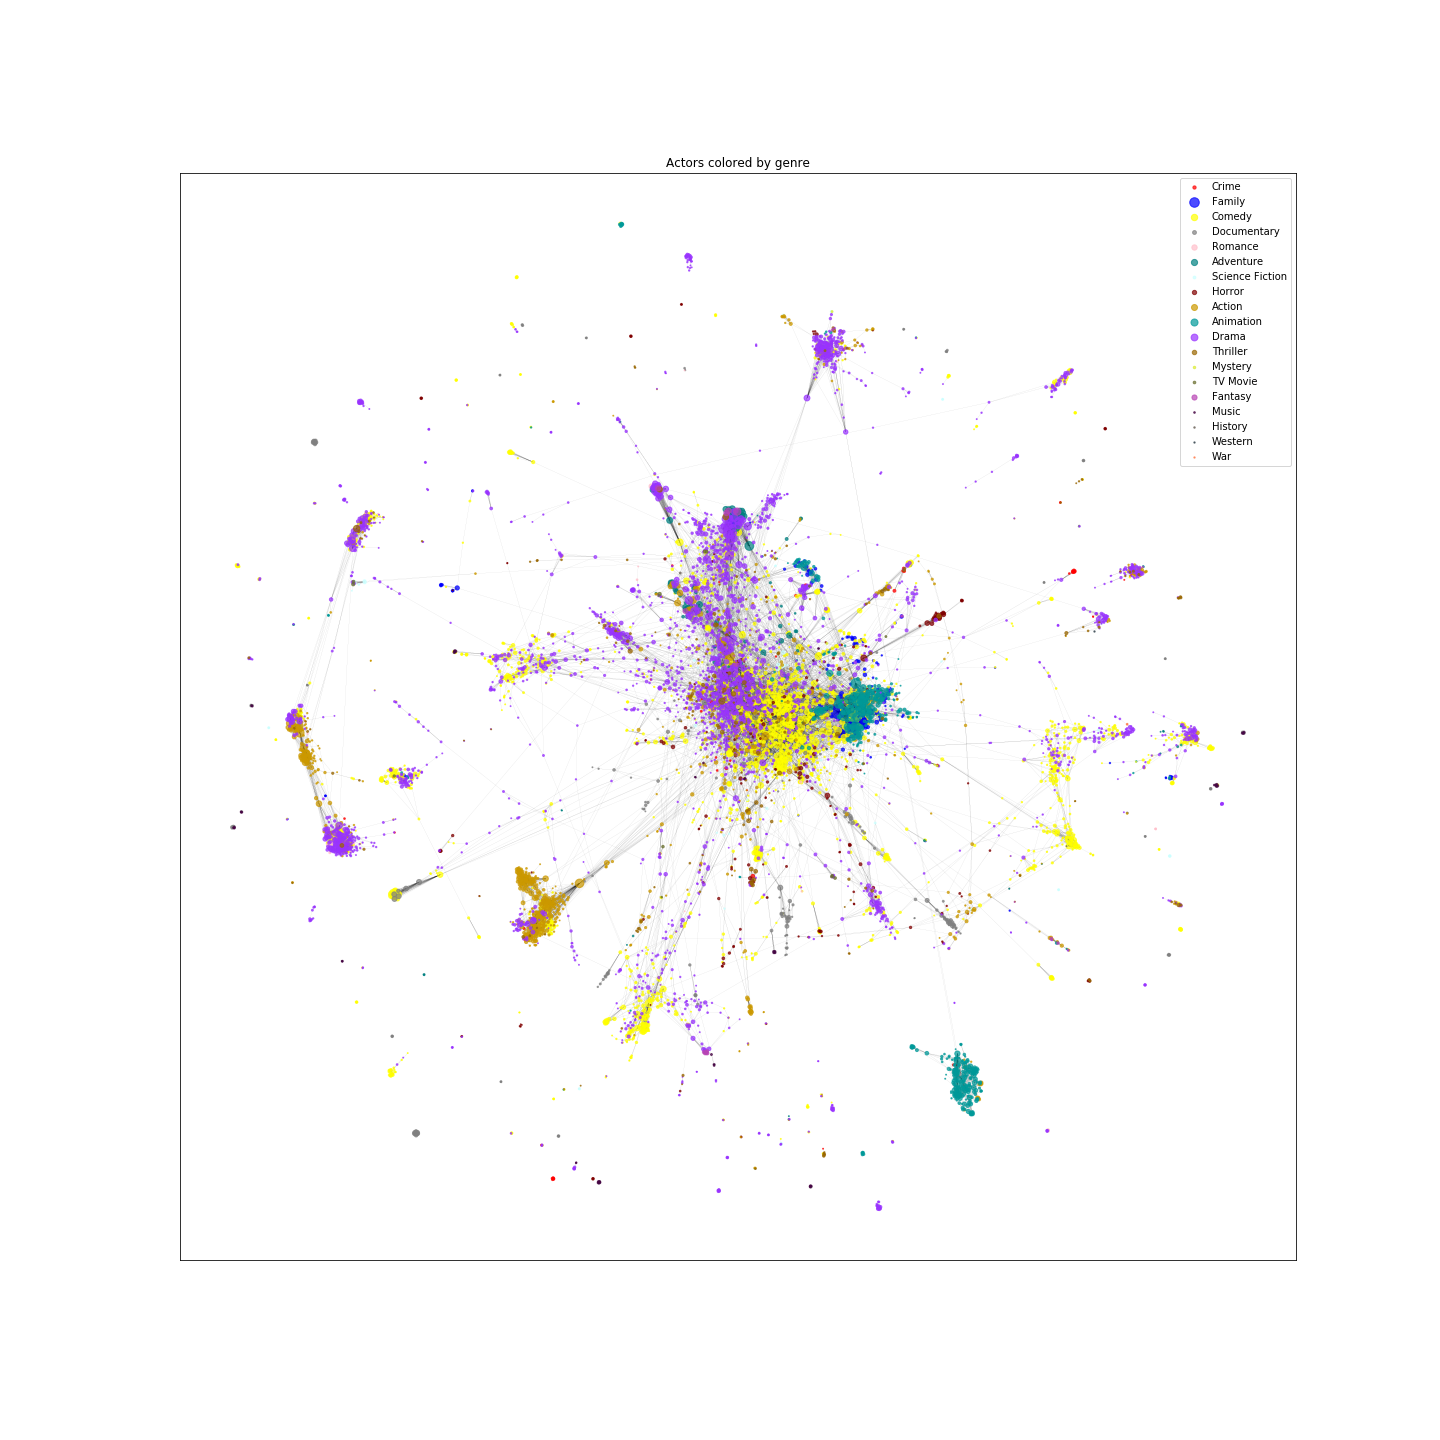 Actors colored by genre
Crime
Family
Comedy
Documentary
Romance
Adventure
Science Fiction
Horror
Action
Animation
Drama
Thriller
Mystery
TV Movie
Fantasy
Music
History
Western
War